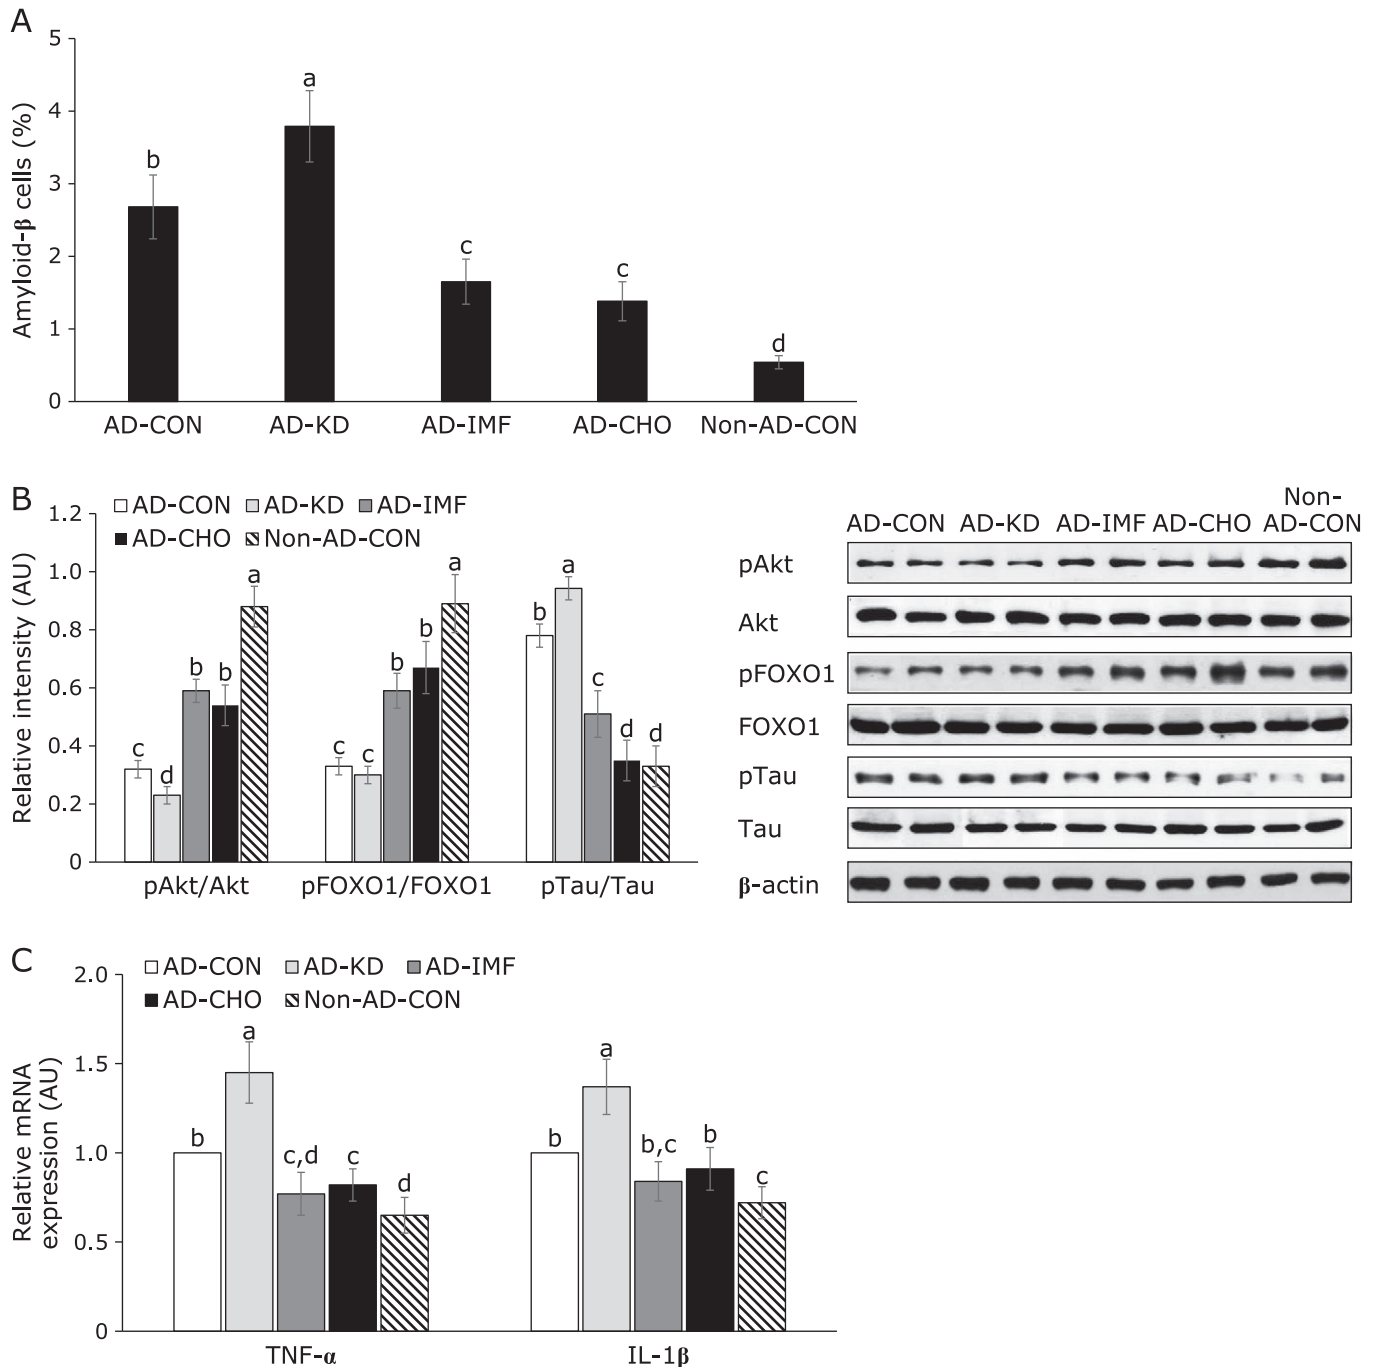 A
5
4
3
2
1
0
Amyloid-β cells (%)
b
a
c
c
d
AD-CON AD-KD AD-IMF AD-CHO Non-AD-CON
B
AD-CON AD-KD AD-IMF
AD-CHO Non-AD-CON
1.2
1.0
0.8
0.6
0.4
0.2
0
Relative intensity (AU)
c d b b a
c c b b a
b a c d d
pAkt/Akt pFOXO1/FOXO1 pTau/Tau
Non-
AD-CON AD-KD AD-IMF AD-CHO AD-CON
pAkt
Akt
pFOXO1
FOXO1
pTau
Tau
β-actin
C
AD-CON AD-KD AD-IMF
AD-CHO Non-AD-CON
2.0
1.5
1.0
0.5
0
Relative mRNA
expression (AU)
b a c,d c d
b a b,c b c
TNF-α IL-1β